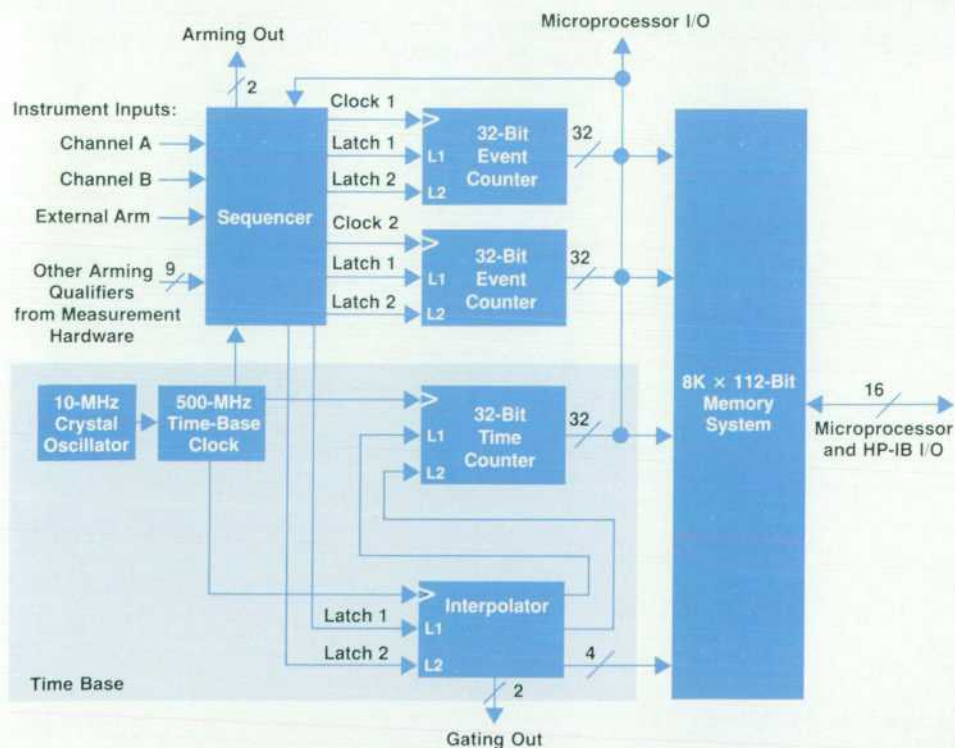 Microprocessor I/O
Arming Out
2
Instrument Inputs:
Channel A
Channel B
External Arm
Other Arming
Qualifiers
from Measurement
Hardware
9
Sequencer
Clock 1
Latch 1
Latch 2
L1
L2
32-Bit
Event
Counter
32
Clock 2
Latch 1
Latch 2
L1
L2
32-Bit
Event
Counter
32
10-MHz
Crystal
Oscillator
500-MHz
Time-Base
Clock
L1
L2
32-Bit
Time
Counter
32
8K × 112-Bit
Memory
System
16
Microprocessor
and HP-IB I/O
Latch 1
Latch 2
L1
L2
Interpolator
4
2
Time Base
Gating Out